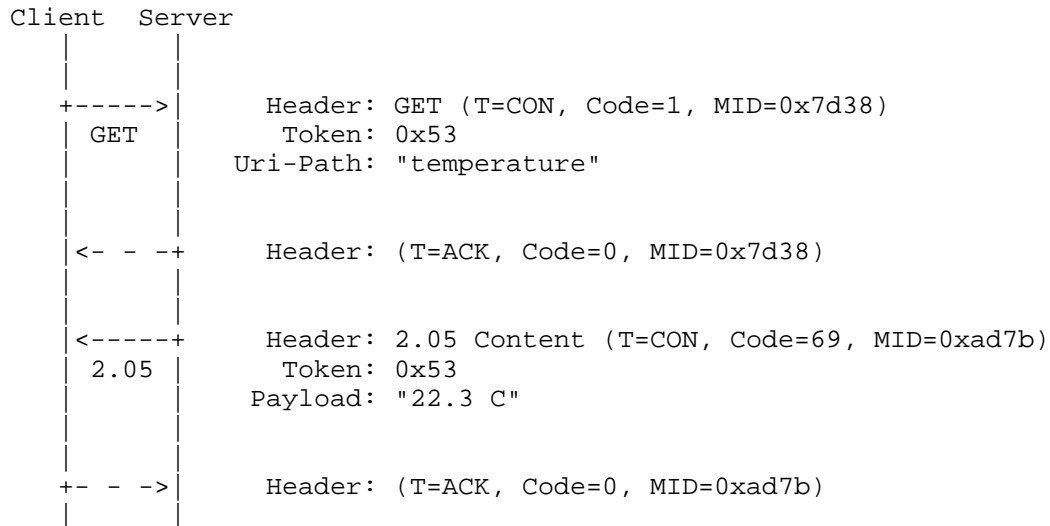 Client Server
Header: GET (T=CON, Code=1, MID=0x7d38)
GET Token: 0x53
Uri-Path: "temperature"
Header: (T=ACK, Code=0, MID=0x7d38)
Header: 2.05 Content (T=CON, Code=69, MID=0xad7b)
2.05 Token: 0x53
Payload: "22.3 C"
Header: (T=ACK, Code=0, MID=0xad7b)